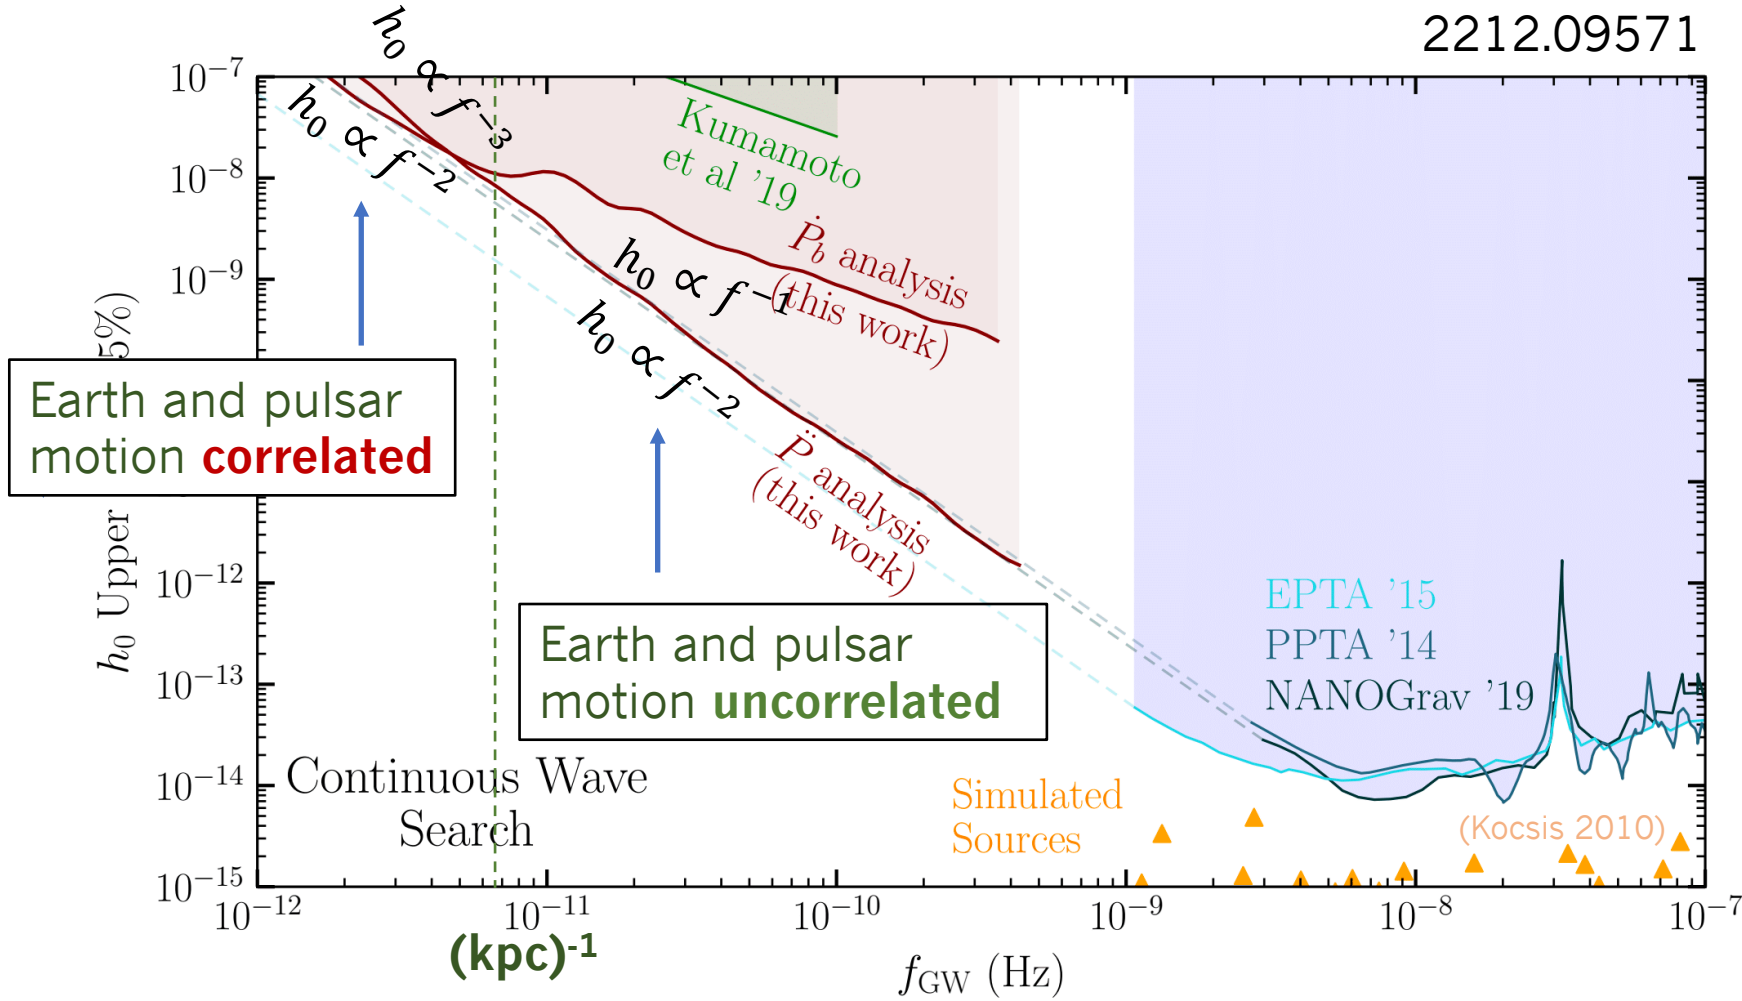 2212.09571
10⁻⁷
10⁻⁸
10⁻⁹
10⁻¹²
10⁻¹³
10⁻¹⁴
10⁻¹⁵
h₀ Upper
5%)
h₀ ∝ f⁻³
h₀ ∝ f⁻²
Kumamoto
et al '19
Ṗ_b analysis
(this work)
h₀ ∝ f⁻¹
h₀ ∝ f⁻²
P̈ analysis
(this work)
Earth and pulsar
motion correlated
Earth and pulsar
motion uncorrelated
EPTA '15
PPTA '14
NANOGrav '19
Continuous Wave
Search
Simulated
Sources
(Kocsis 2010)
10⁻¹²
10⁻¹¹
10⁻¹⁰
10⁻⁹
10⁻⁸
10⁻⁷
(kpc)⁻¹
f_GW (Hz)